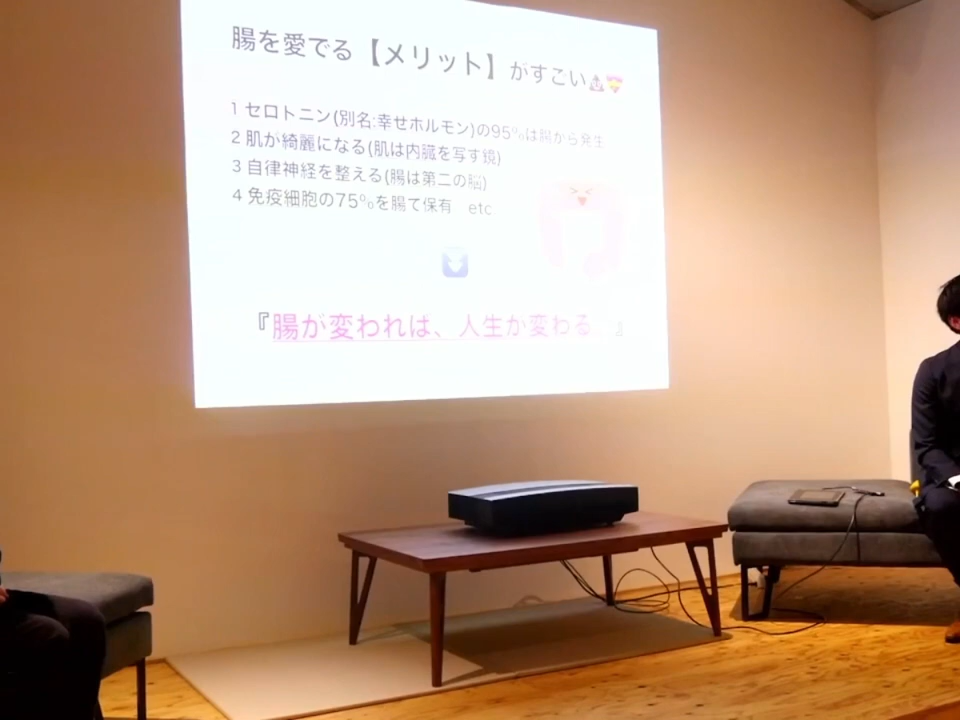 腸を愛でる【メリット】がすごい
1 セロトニン(別名:幸せホルモン)の95%は腸から発生
2 肌が綺麗になる(肌は内臓を写す鏡)
3 自律神経を整える(腸は第二の脳)
4 免疫細胞の75%を腸で保有 etc.
『腸が変われば、人生が変わる。』